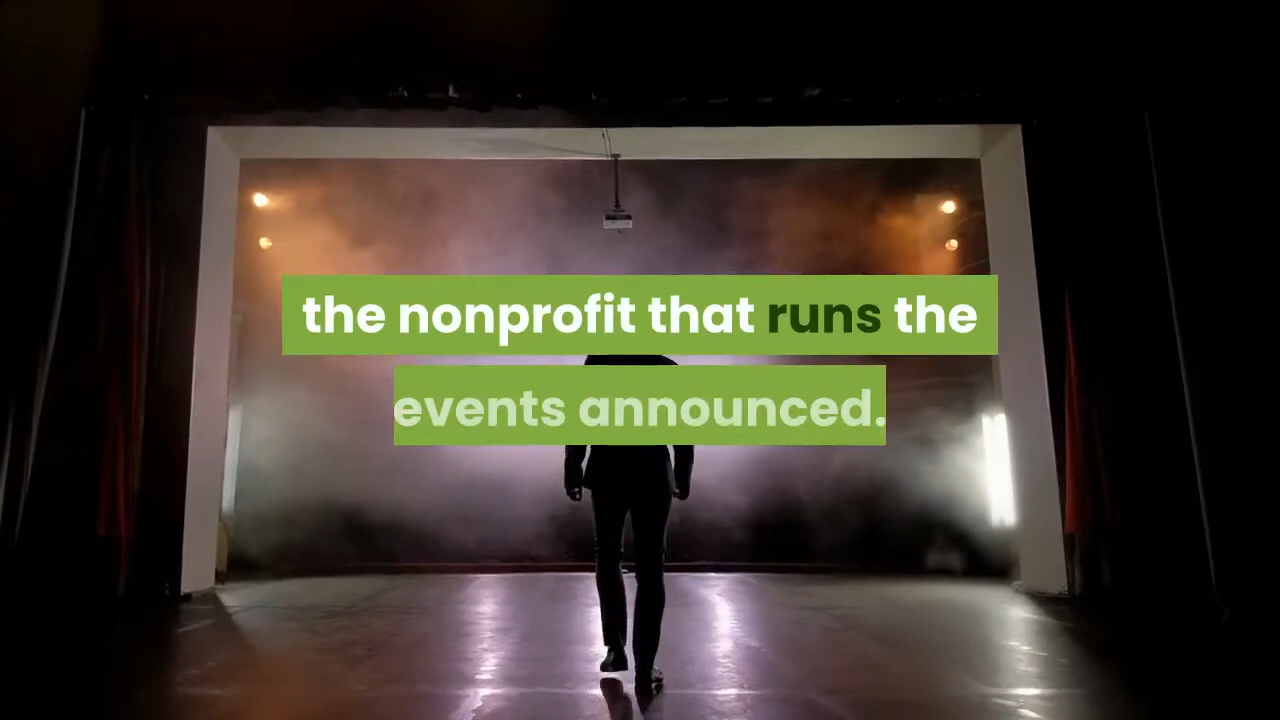 the nonprofit that runs the
events announced.